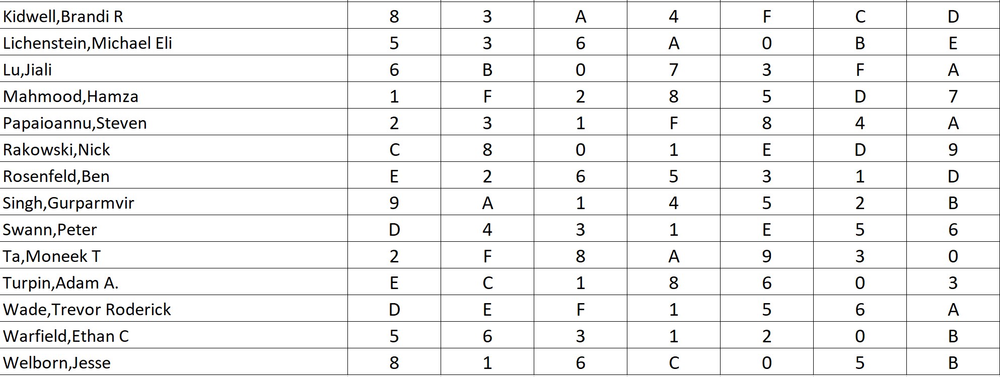 Kidwell,Brandi R 8 3 A 4 F C D
Lichenstein,Michael Eli 5 3 6 A 0 B E
Lu,Jiali 6 B 0 7 3 F A
Mahmood,Hamza 1 F 2 8 5 D 7
Papaioannu,Steven 2 3 1 F 8 4 A
Rakowski,Nick C 8 0 1 E D 9
Rosenfeld,Ben E 2 6 5 3 1 D
Singh,Gurparmvir 9 A 1 4 5 2 B
Swann,Peter D 4 3 1 E 5 6
Ta,Moneek T 2 F 8 A 9 3 0
Turpin,Adam A. E C 1 8 6 0 3
Wade,Trevor Roderick D E F 1 5 6 A
Warfield,Ethan C 5 6 3 1 2 0 B
Welborn,Jesse 8 1 6 C 0 5 B